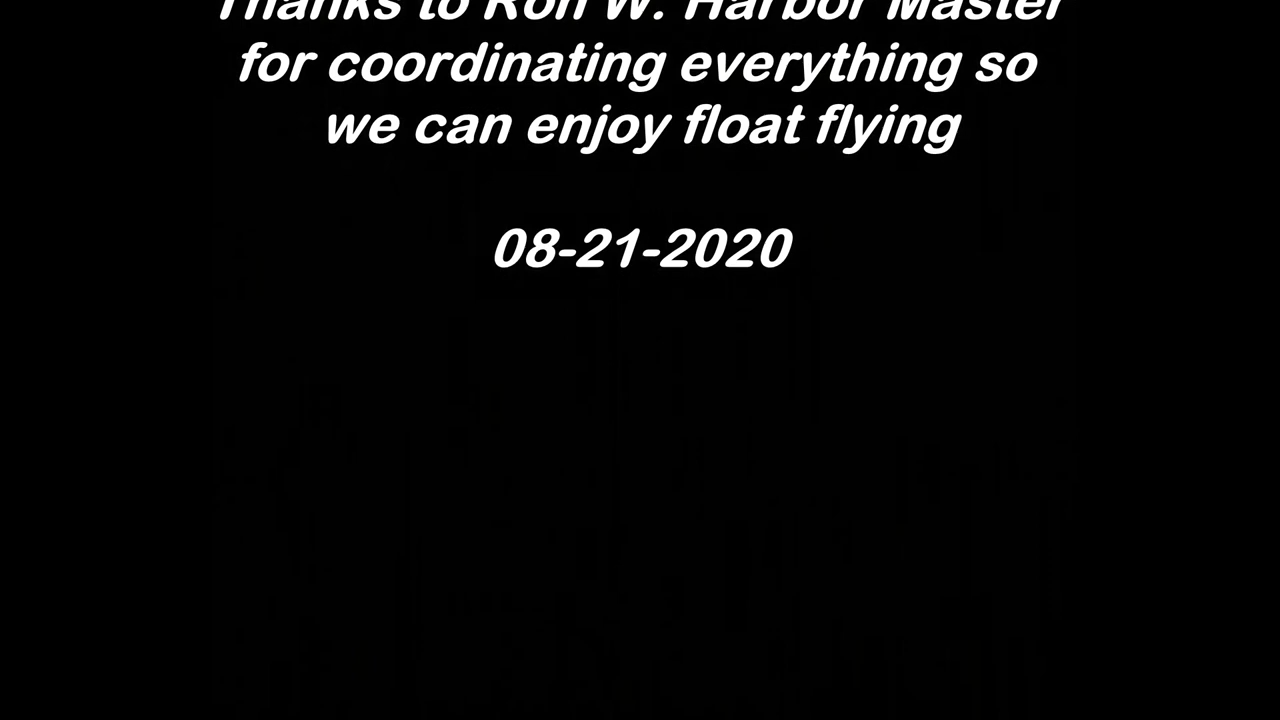 Thanks to Ron W. Harbor Master
for coordinating everything so
we can enjoy float flying
08-21-2020